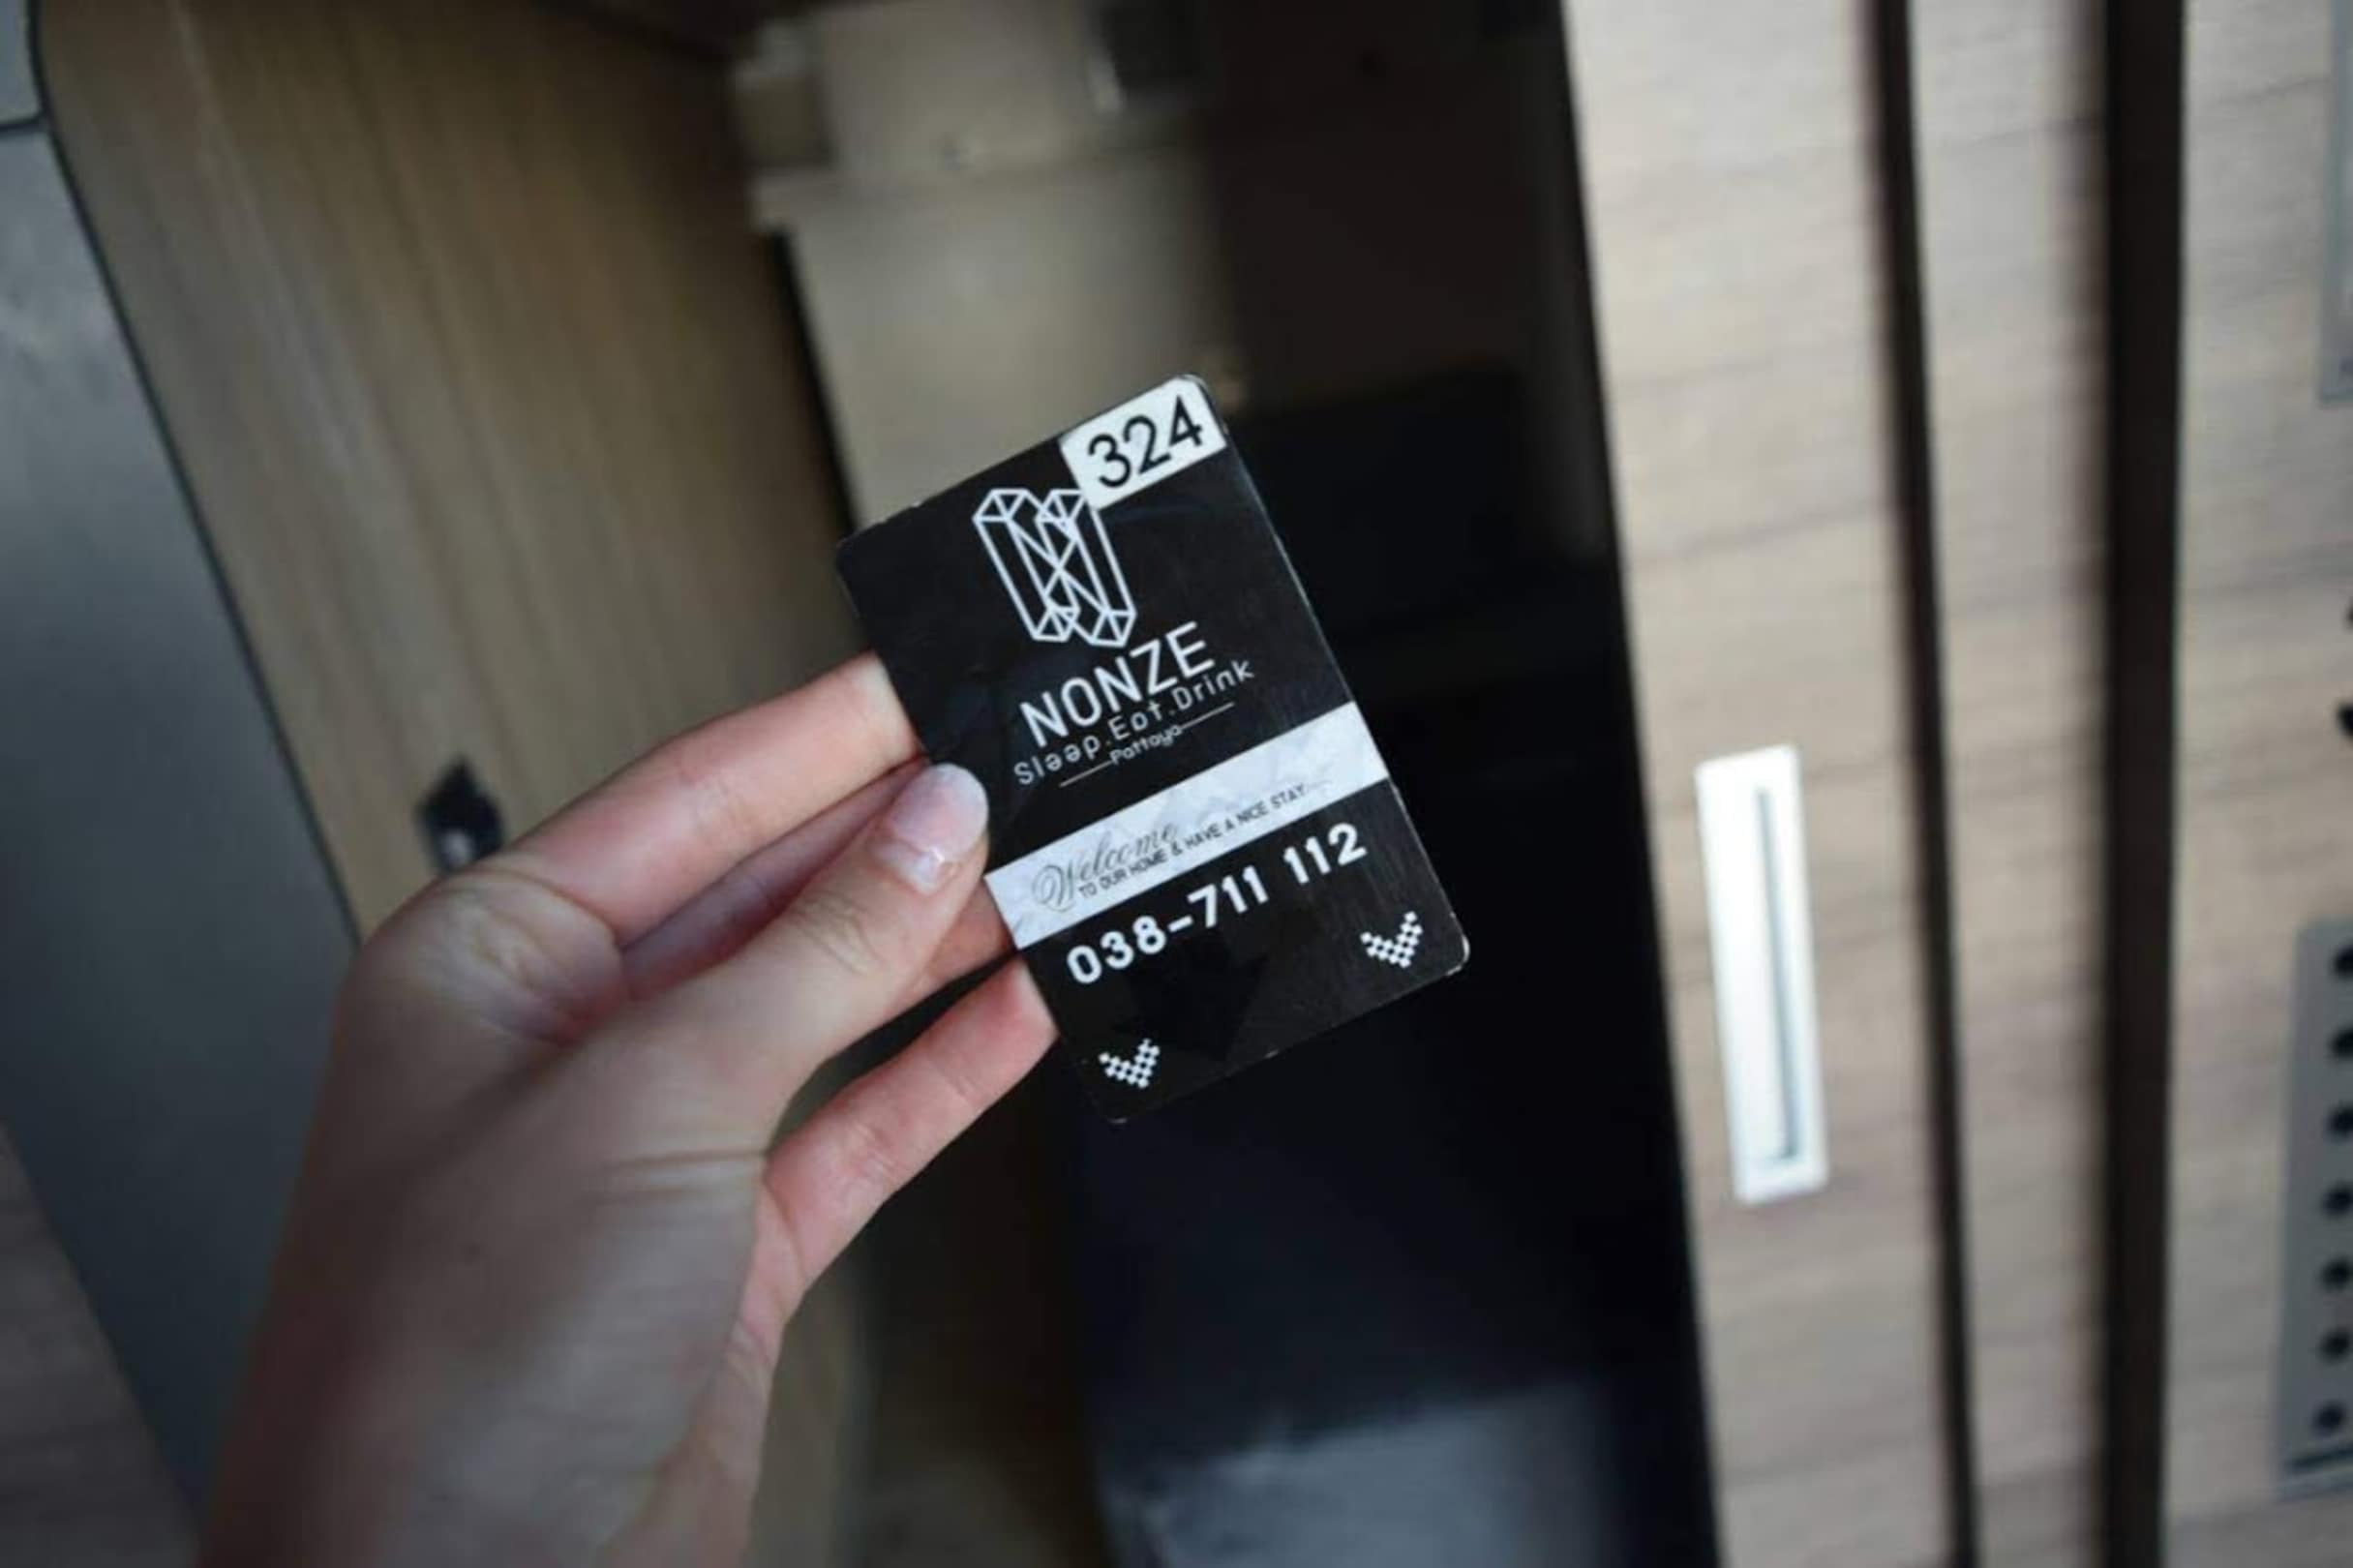 324
NONZE
Sleep.Eat.Drink
Pattaya
Welcome
TO OUR HOME & HAVE A NICE STAY
038-711 112